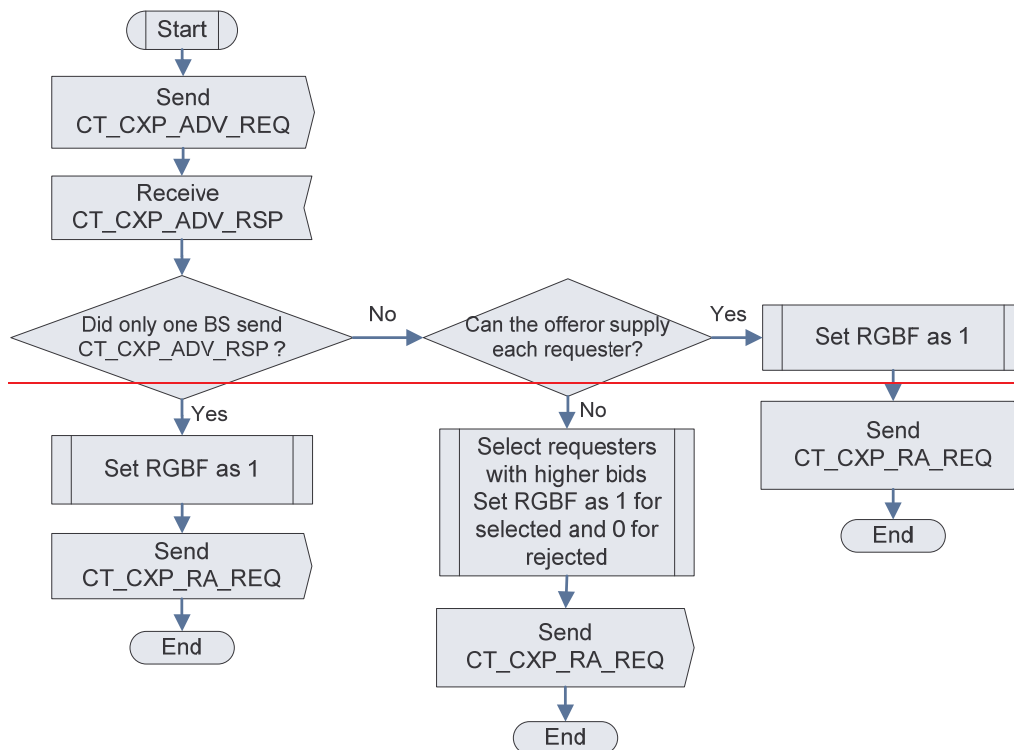 Start
Send
CT_CXP_ADV_REQ
Receive
CT_CXP_ADV_RSP
Did only one BS send
CT_CXP_ADV_RSP ?
No
Can the offeror supply
each requester?
Yes
Set RGBF as 1
Send
CT_CXP_RA_REQ
End
Yes
Set RGBF as 1
Send
CT_CXP_RA_REQ
End
No
Select requesters
with higher bids
Set RGBF as 1 for
selected and 0 for
rejected
Send
CT_CXP_RA_REQ
End